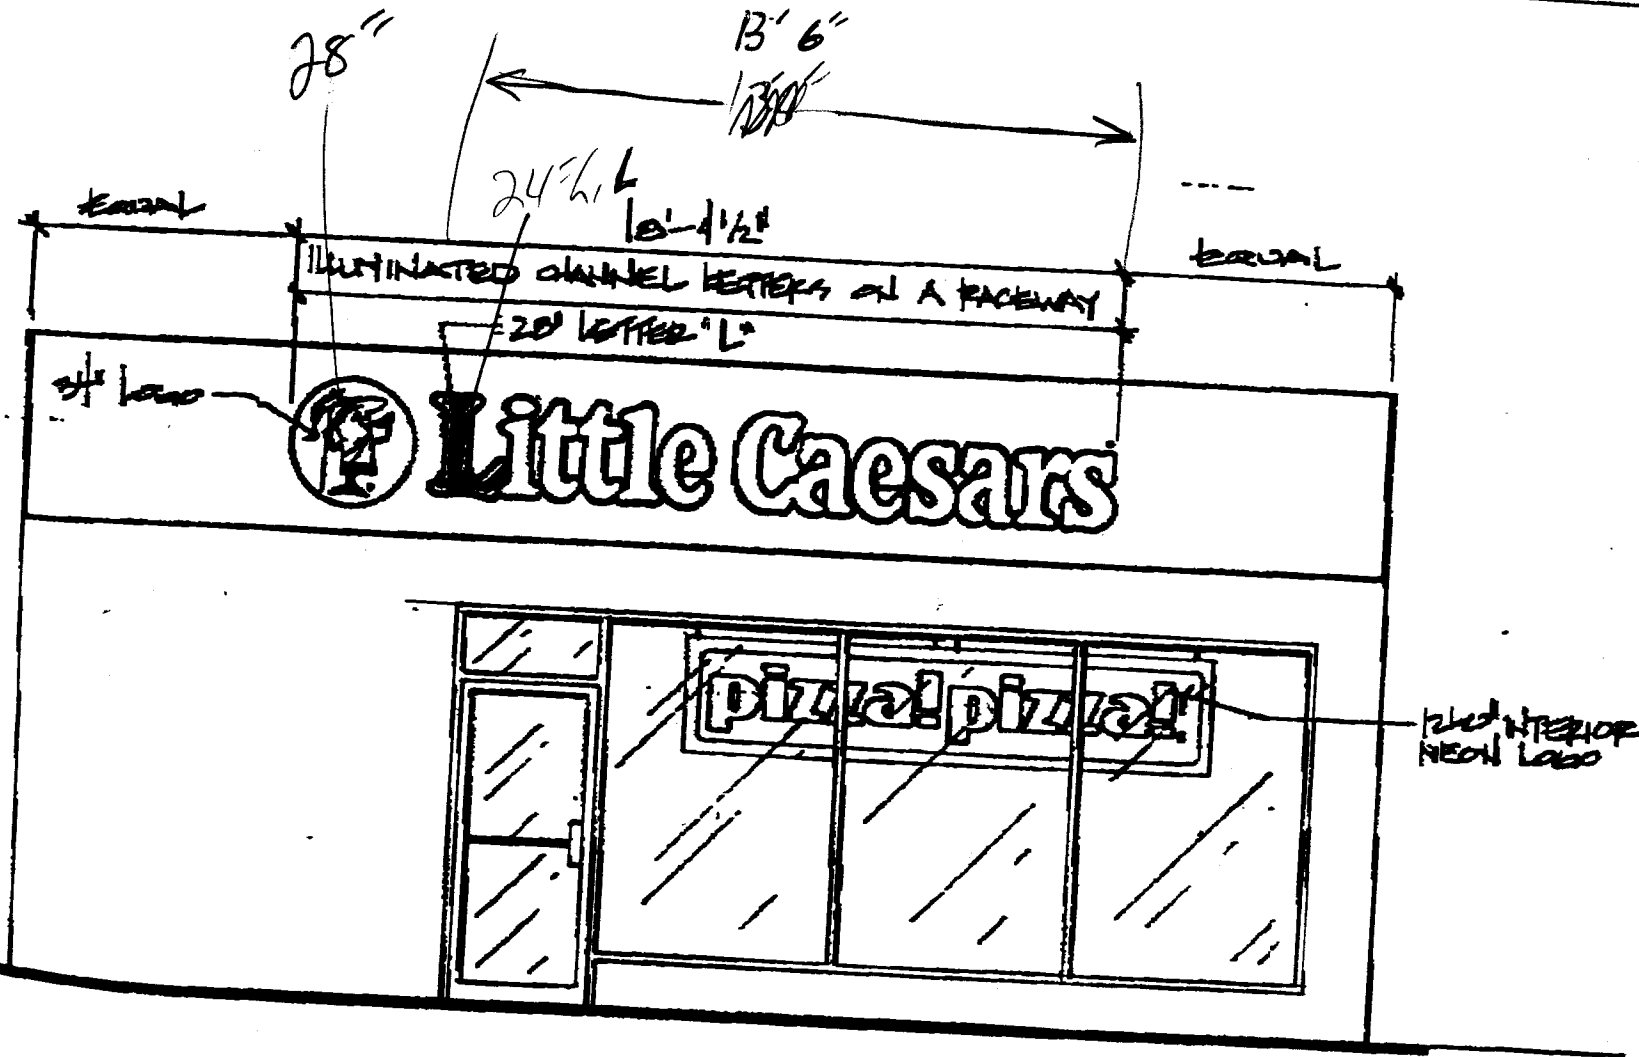 28"
13' 6"
24" h, L
EQUAL
18'-4 1/2"
EQUAL
ILLUMINATED CHANNEL LETTERS ON A RACEWAY
28" LETTER "L"
34" LOGO
Little Caesars
pizza! pizza!
INTERIOR
NEON LOGO